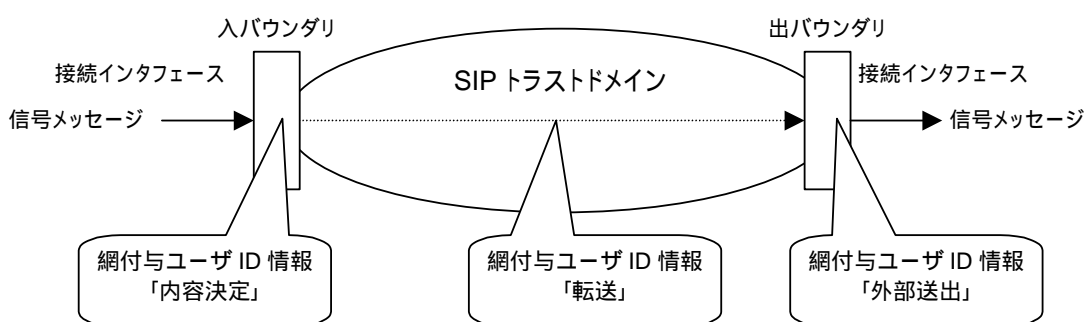 入バウンダリ
出バウンダリ
接続インタフェース
SIP トラストドメイン
接続インタフェース
信号メッセージ
信号メッセージ
網付与ユーザ ID 情報
「内容決定」
網付与ユーザ ID 情報
「転送」
網付与ユーザ ID 情報
「外部送出」